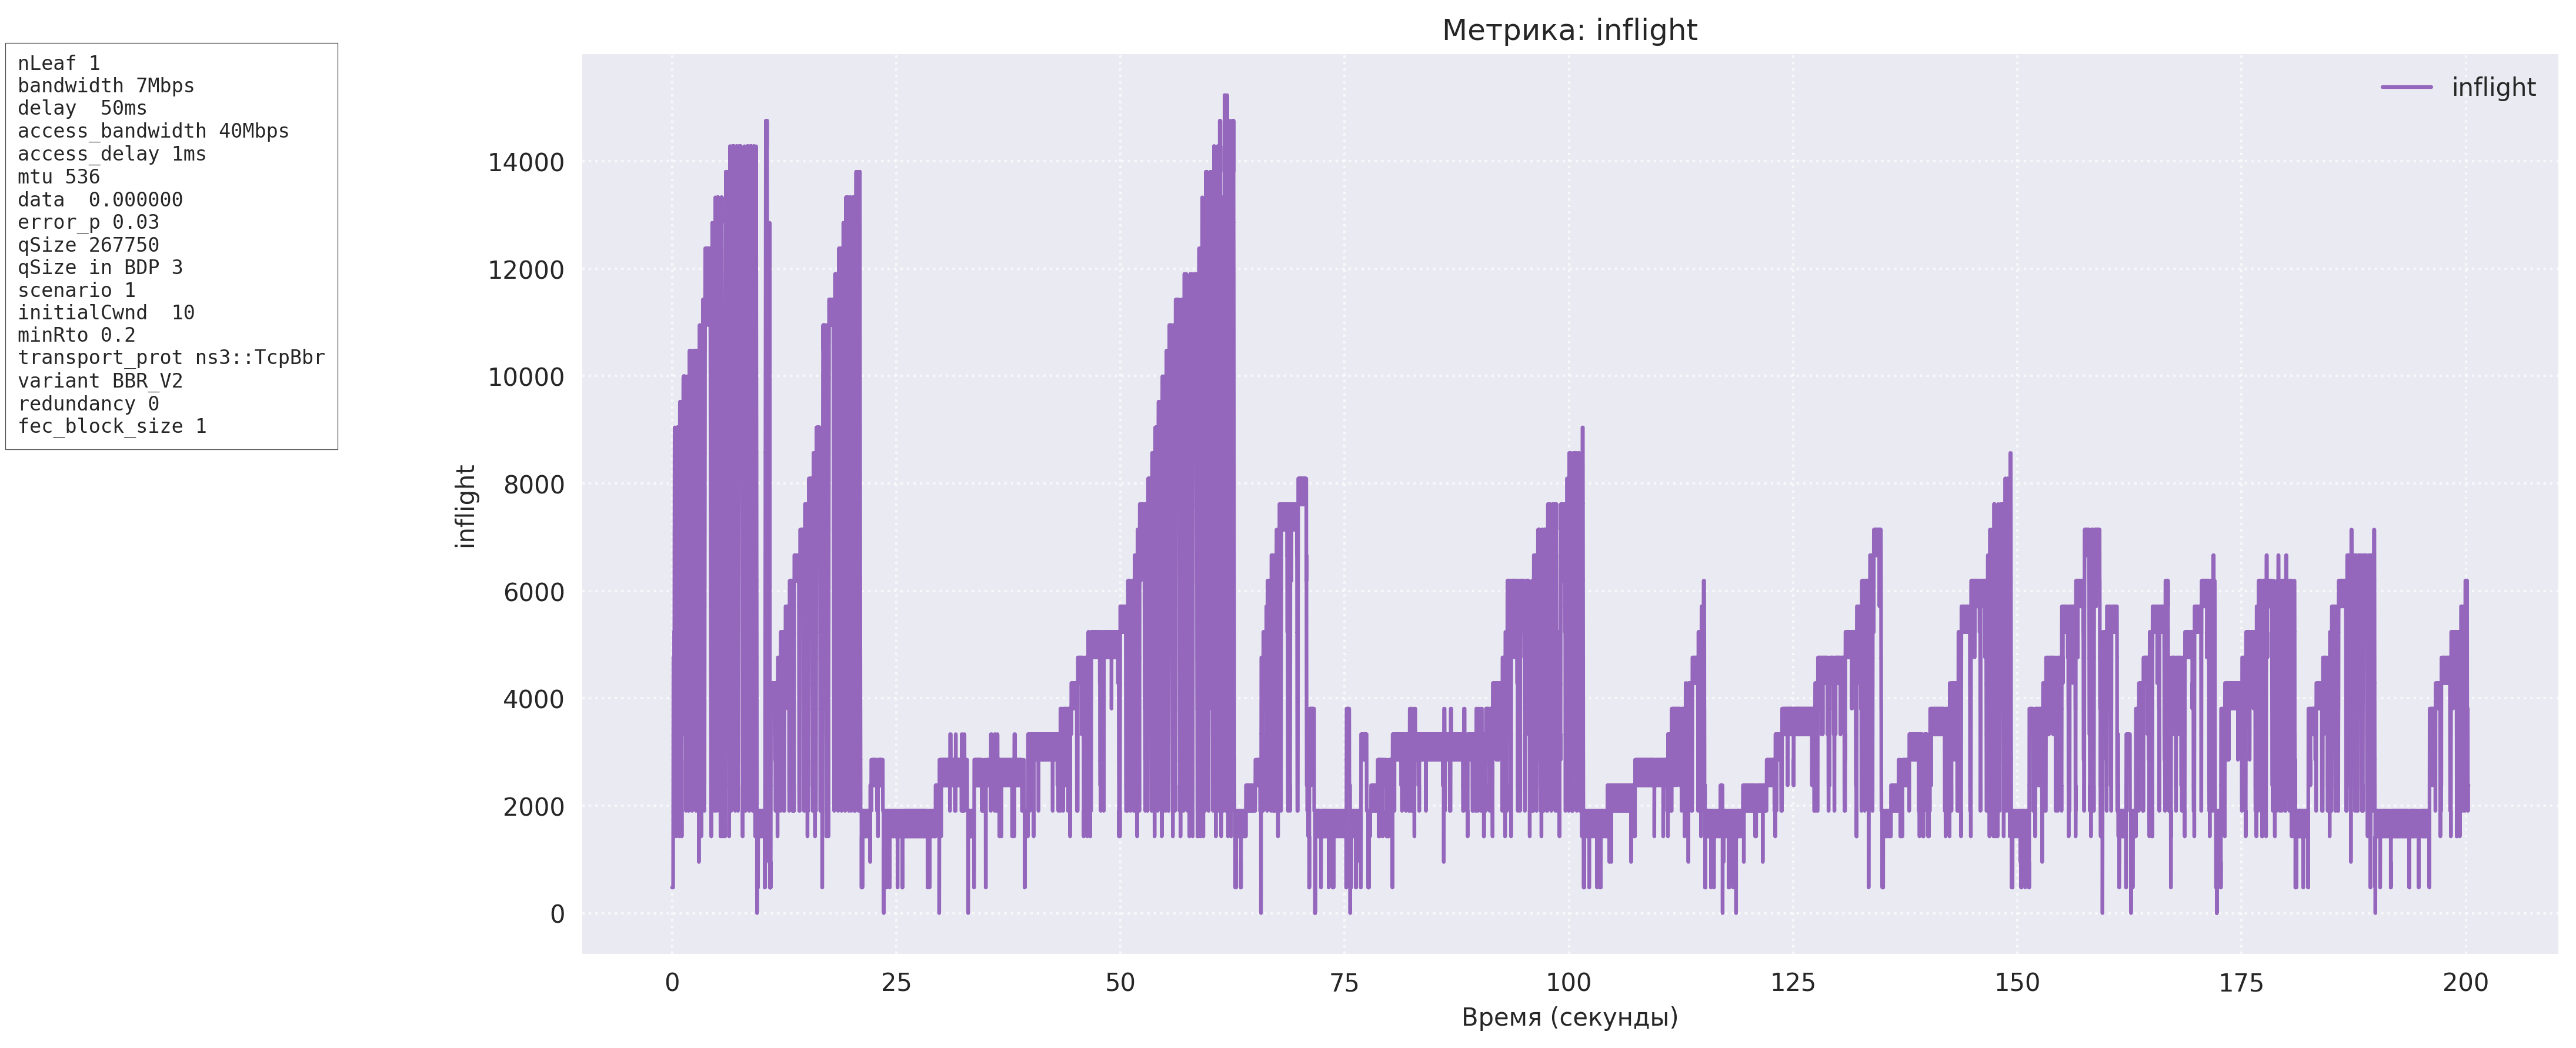 nLeaf 1
bandwidth 7Mbps
delay  50ms
access_bandwidth 40Mbps
access_delay 1ms
mtu 536
data  0.000000
error_p 0.03
qSize 267750
qSize in BDP 3
scenario 1
initialCwnd  10
minRto 0.2
transport_prot ns3::TcpBbr
variant BBR_V2
redundancy 0
fec_block_size 1
Метрика: inflight
inflight
inflight
14000
12000
10000
8000
6000
4000
2000
0
0 25 50 75 100 125 150 175 200
Время (секунды)